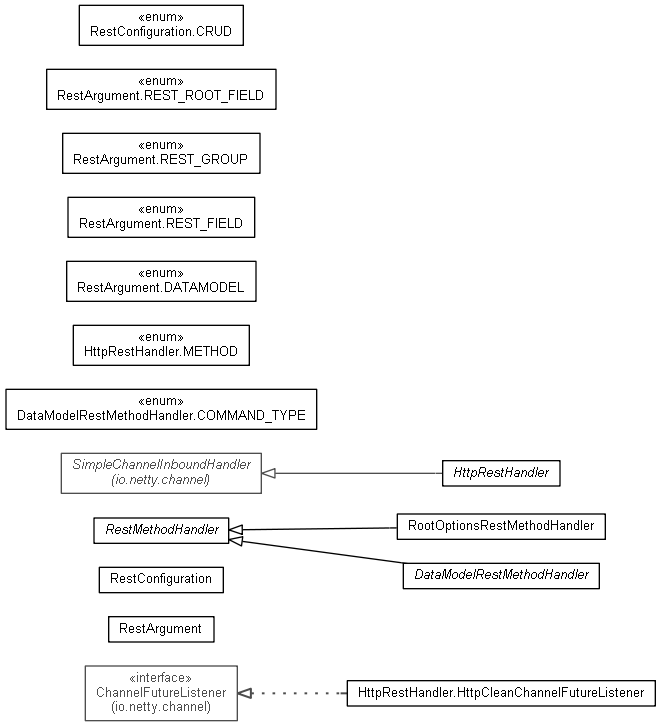 «enum»
RestConfiguration.CRUD
«enum»
RestArgument.REST_ROOT_FIELD
«enum»
RestArgument.REST_GROUP
«enum»
RestArgument.REST_FIELD
«enum»
RestArgument.DATAMODEL
«enum»
HttpRestHandler.METHOD
«enum»
DataModelRestMethodHandler.COMMAND_TYPE
SimpleChannelInboundHandler
(io.netty.channel)
HttpRestHandler
RestMethodHandler
RootOptionsRestMethodHandler
DataModelRestMethodHandler
RestConfiguration
RestArgument
«interface»
ChannelFutureListener
(io.netty.channel)
HttpRestHandler.HttpCleanChannelFutureListener